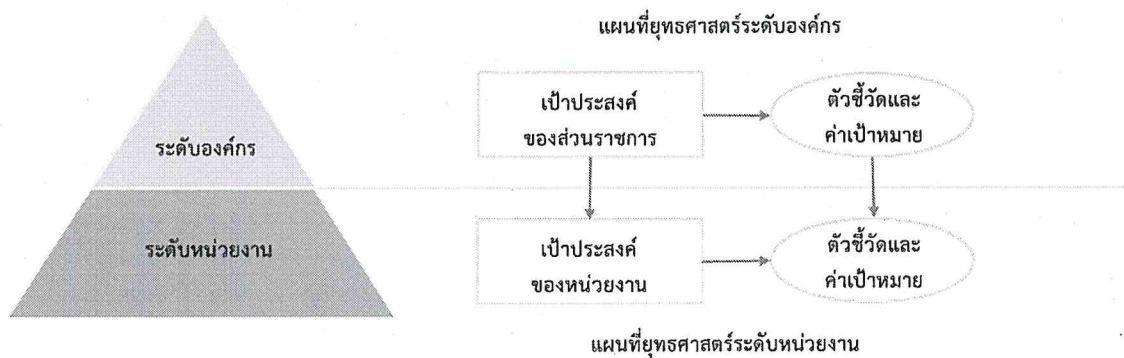 แผนที่ยุทธศาสตร์ระดับองค์กร
ระดับองค์กร
เป้าประสงค์
ของส่วนราชการ
ตัวชี้วัดและ
ค่าเป้าหมาย
ระดับหน่วยงาน
เป้าประสงค์
ของหน่วยงาน
ตัวชี้วัดและ
ค่าเป้าหมาย
แผนที่ยุทธศาสตร์ระดับหน่วยงาน